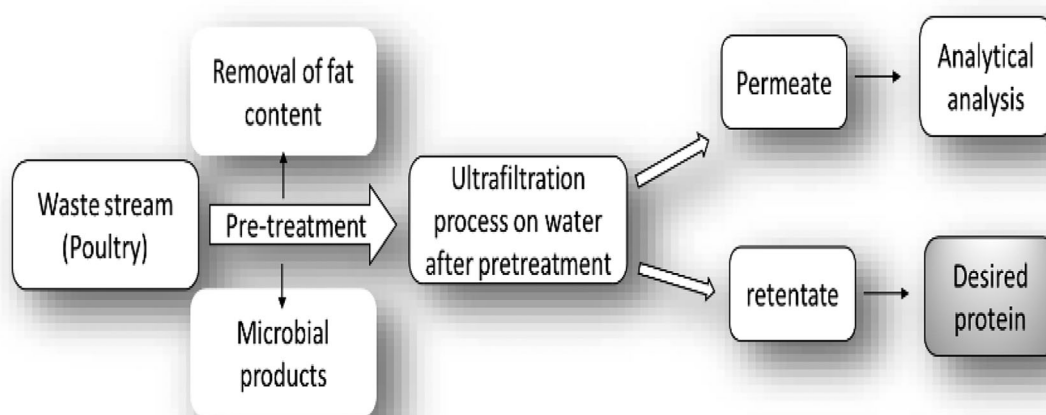 Waste stream
(Poultry)
Removal of fat
content
Pre-treatment
Microbial
products
Ultrafiltration
process on water
after pretreatment
Permeate
Analytical
analysis
retentate
Desired
protein